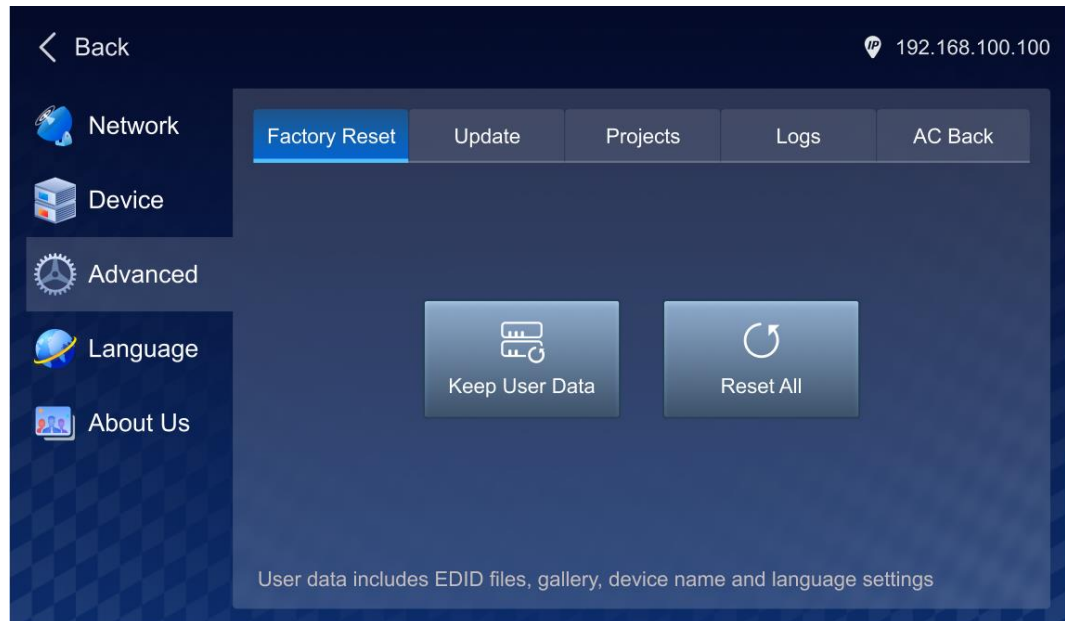 Back
IP 192.168.100.100
Network
Factory Reset Update Projects Logs AC Back
Device
Advanced
Language
Keep User Data Reset All
About Us
User data includes EDID files, gallery, device name and language settings